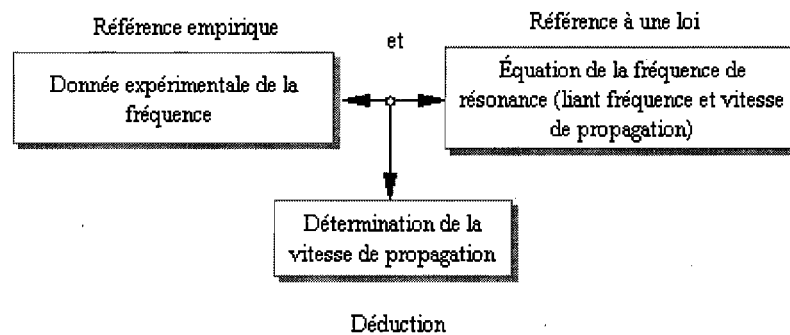 Référence empirique
et
Référence à une loi
Donnée expérimentale de la
fréquence
Équation de la fréquence de
résonance (liant fréquence et vitesse
de propagation)
Détermination de la
vitesse de propagation
Déduction